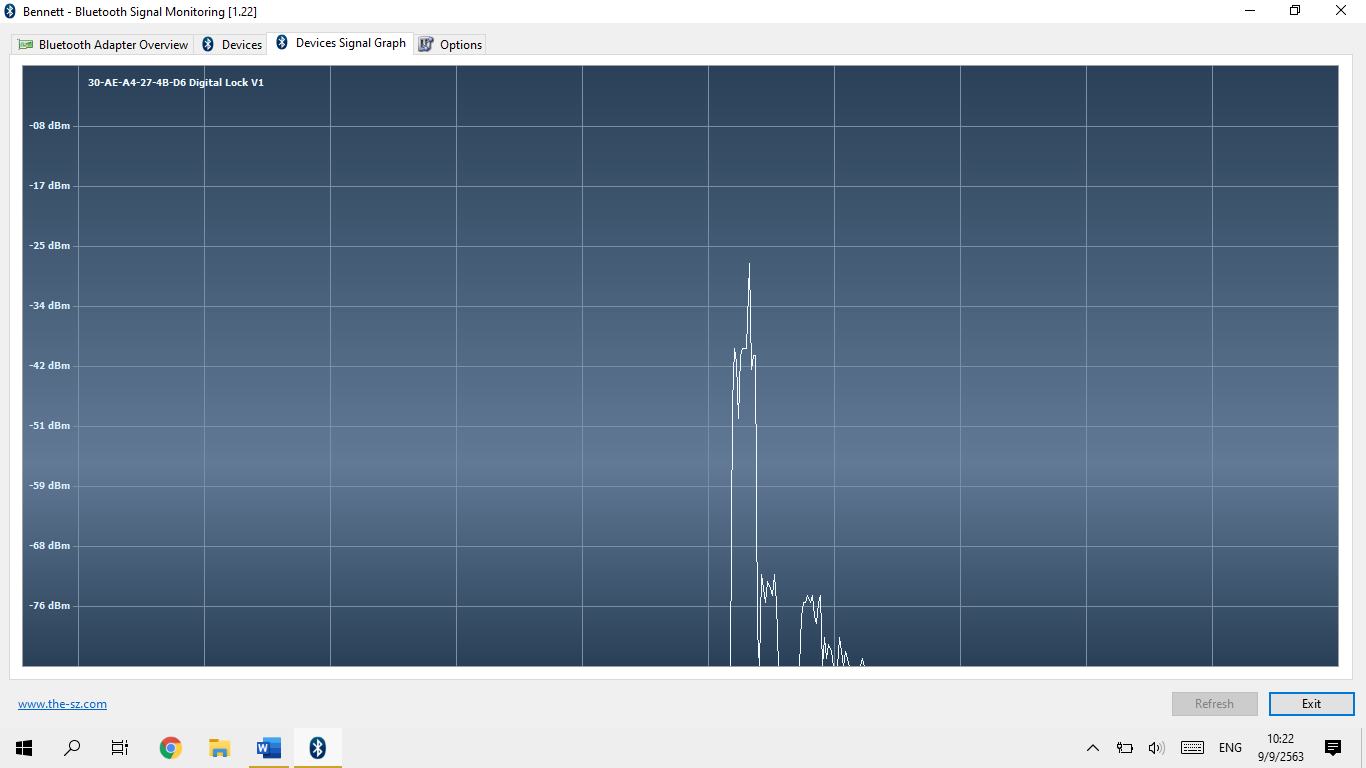 Bennett - Bluetooth Signal Monitoring [1.22]
Bluetooth Adapter Overview Devices Devices Signal Graph Options
30-AE-A4-27-4B-D6 Digital Lock V1
-08 dBm
-17 dBm
-25 dBm
-34 dBm
-42 dBm
-51 dBm
-59 dBm
-68 dBm
-76 dBm
www.the-sz.com Refresh Exit
ENG 10:22
9/9/2563